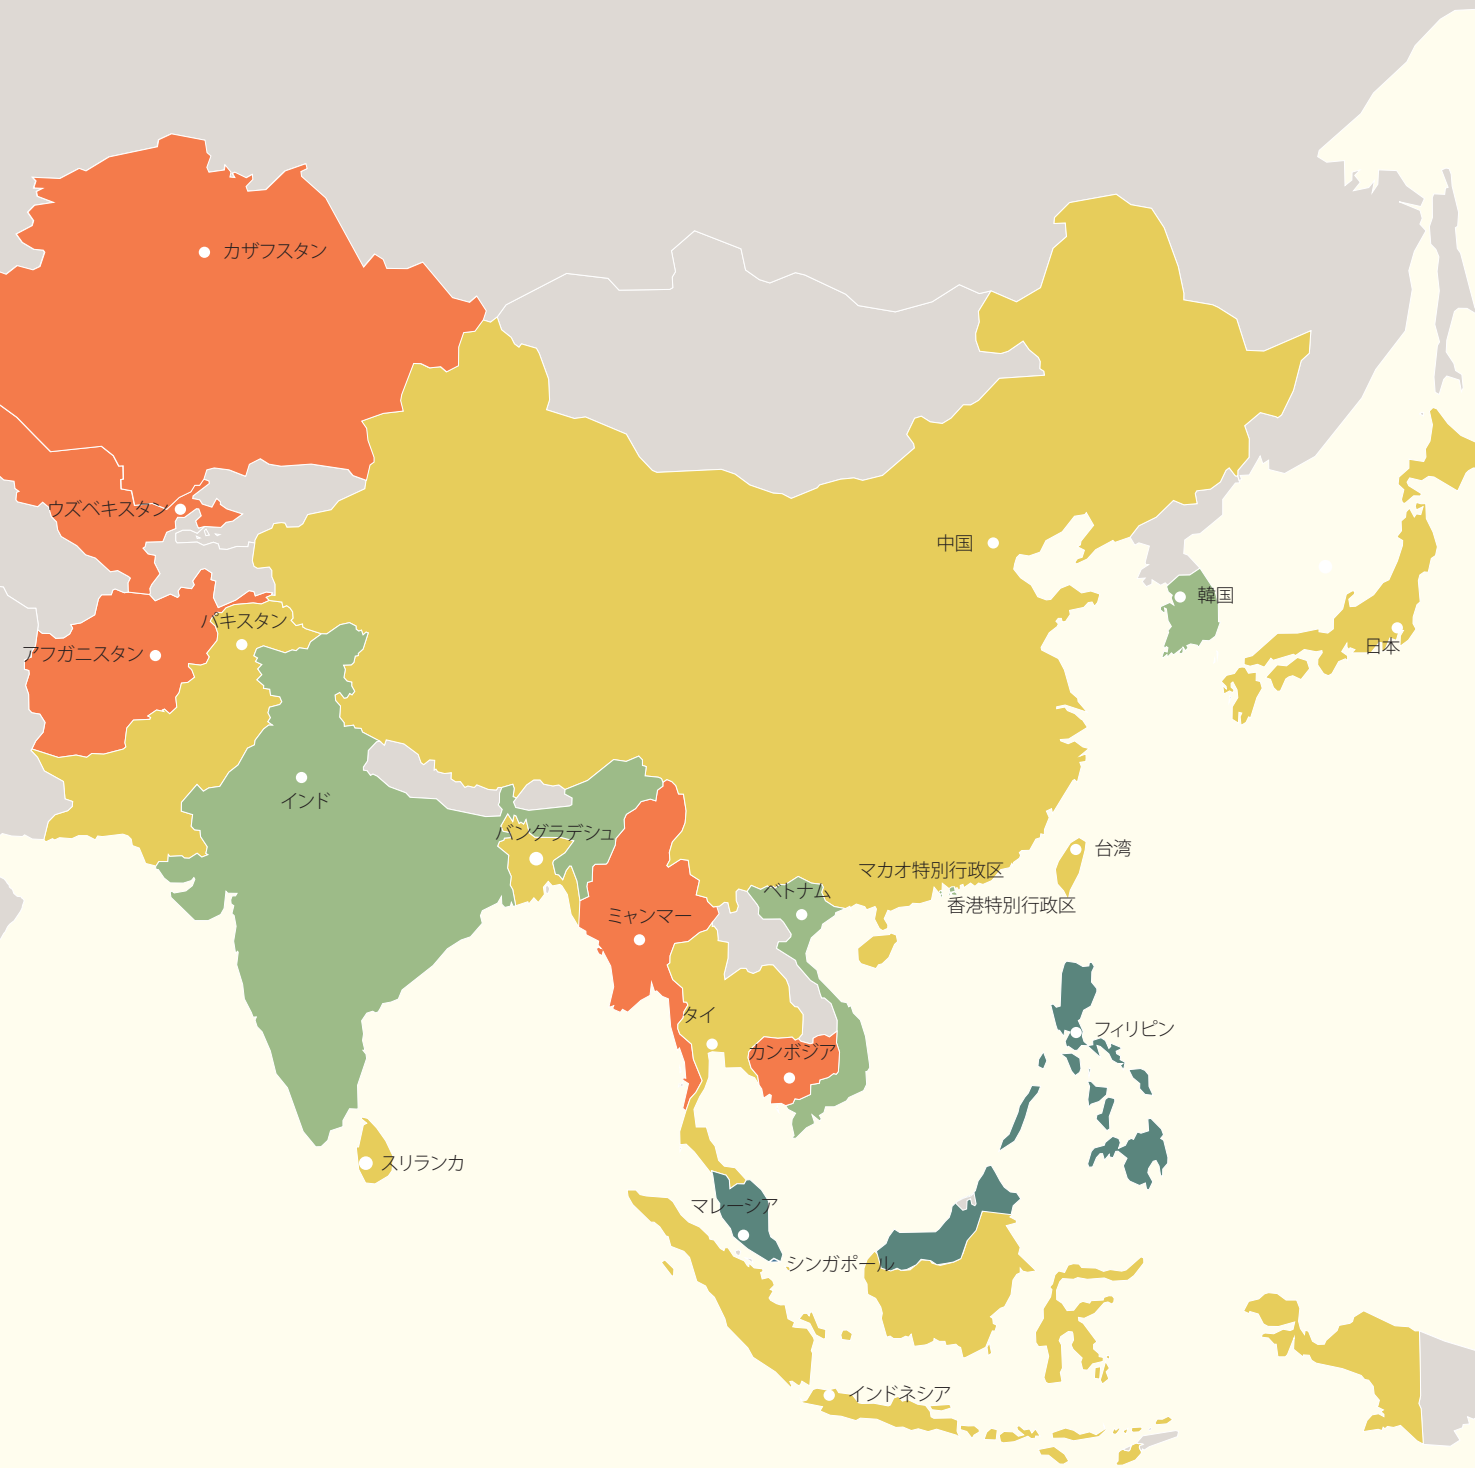 カザフスタン
ウズベキスタン
中国
韓国
パキスタン
アフガニスタン
日本
インド
バングラデシュ
台湾
マカオ特別行政区
ベトナム
香港特別行政区
ミャンマー
タイ
フィリピン
カンボジア
スリランカ
マレーシア
シンガポール
インドネシア